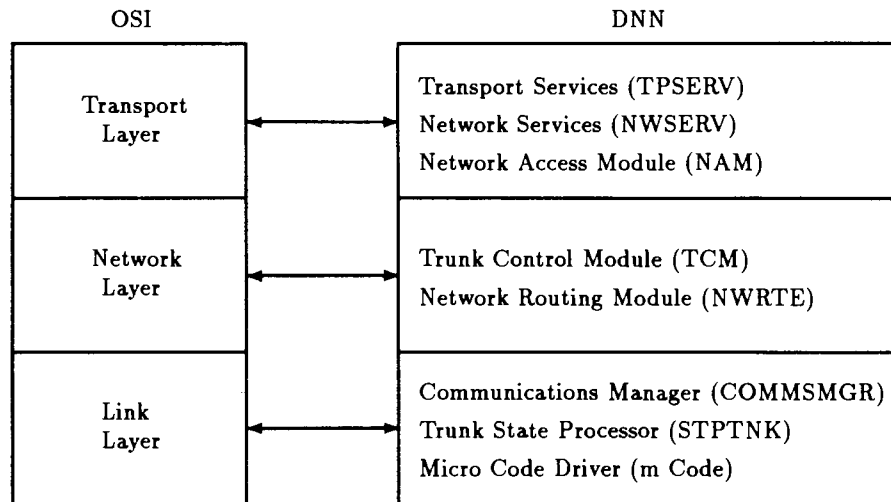 OSI
DNN
Transport
Layer
Transport Services (TPSERV)
Network Services (NWSERV)
Network Access Module (NAM)
Network
Layer
Trunk Control Module (TCM)
Network Routing Module (NWRTE)
Link
Layer
Communications Manager (COMMSMGR)
Trunk State Processor (STPTNK)
Micro Code Driver (m Code)